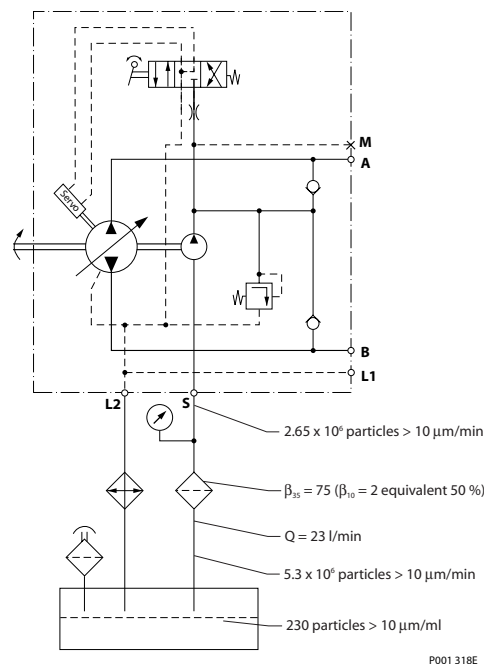 M
A
Servo
B
L1
L2
S
2.65 x 10⁶ particles > 10 μm/min
β₃₅ = 75 (β₁₀ = 2 equivalent 50 %)
Q = 23 l/min
5.3 x 10⁶ particles > 10 μm/min
230 particles > 10 μm/ml
P001 318E